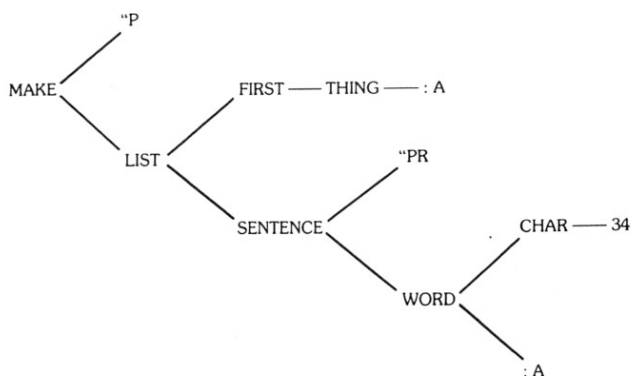 “P
MAKE
FIRST — THING — : A
LIST
“PR
SENTENCE
CHAR — 34
WORD
: A